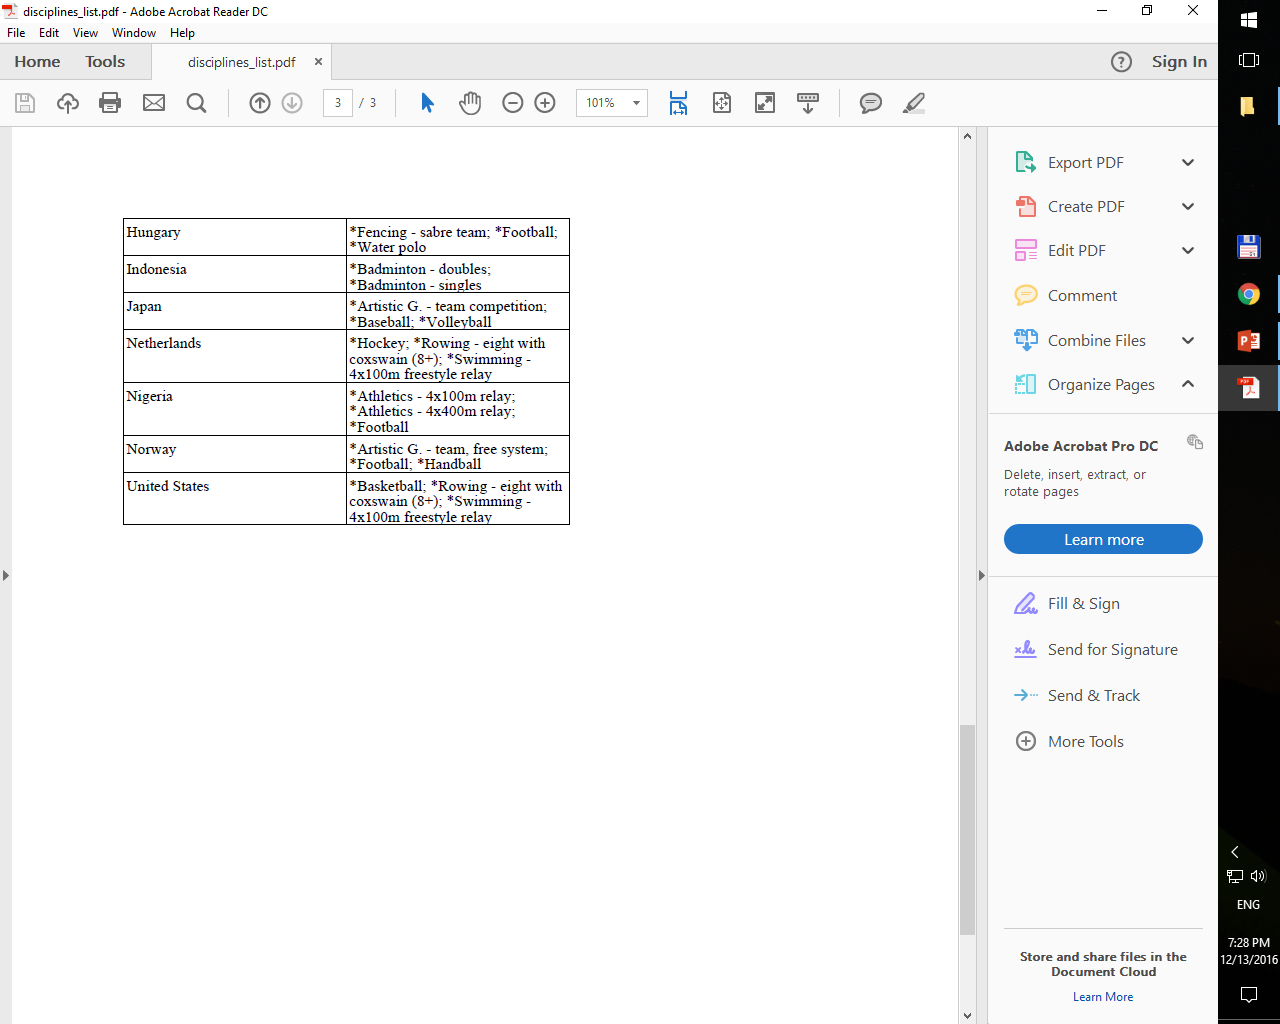 disciplines_list.pdf - Adobe Acrobat Reader DC
File Edit View Window Help
Home Tools disciplines_list.pdf × ? Sign In
3 / 3 101%
Hungary *Fencing - sabre team; *Football;
*Water polo
Indonesia *Badminton - doubles;
*Badminton - singles
Japan *Artistic G. - team competition;
*Baseball; *Volleyball
Netherlands *Hockey; *Rowing - eight with
coxswain (8+); *Swimming -
4x100m freestyle relay
Nigeria *Athletics - 4x100m relay;
*Athletics - 4x400m relay;
*Football
Norway *Artistic G. - team, free system;
*Football; *Handball
United States *Basketball; *Rowing - eight with
coxswain (8+); *Swimming -
4x100m freestyle relay
Export PDF
Create PDF
Edit PDF
Comment
Combine Files
Organize Pages
Adobe Acrobat Pro DC
Delete, insert, extract, or
rotate pages
Learn more
Fill & Sign
Send for Signature
Send & Track
More Tools
Store and share files in the
Document Cloud
Learn More
ENG
7:28 PM
12/13/2016